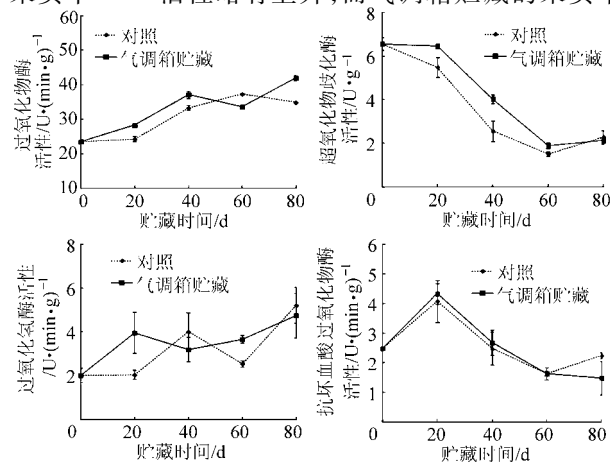 对照
气调箱贮藏
过氧化物酶
活性/U·(min·g)⁻¹
60
50
40
30
20
10
0 20 40 60 80
贮藏时间/d
对照
气调箱贮藏
超氧化物歧化酶
活性/U·g⁻¹
8
6
4
2
0 20 40 60 80
贮藏时间/d
对照
气调箱贮藏
过氧化氢酶活性
/U·(min·g)⁻¹
8
6
4
2
0 20 40 60 80
贮藏时间/d
对照
气调箱贮藏
抗坏血酸过氧化物酶
活性/U·(min·g)⁻¹
6
5
4
3
2
1
0 20 40 60 80
贮藏时间/d